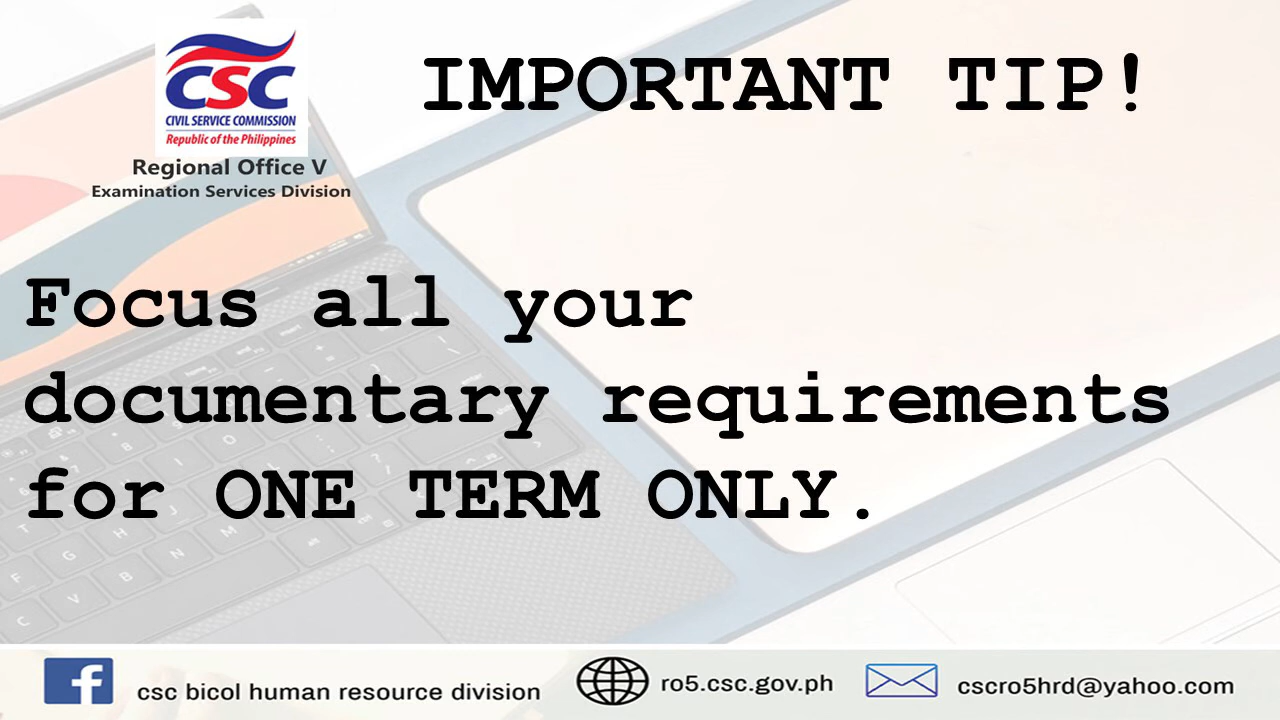 CSC
CIVIL SERVICE COMMISSION
Republic of the Philippines
Regional Office V
Examination Services Division
IMPORTANT TIP!
Focus all your
documentary requirements
for ONE TERM ONLY.
csc bicol human resource division
ro5.csc.gov.ph
cscro5hrd@yahoo.com